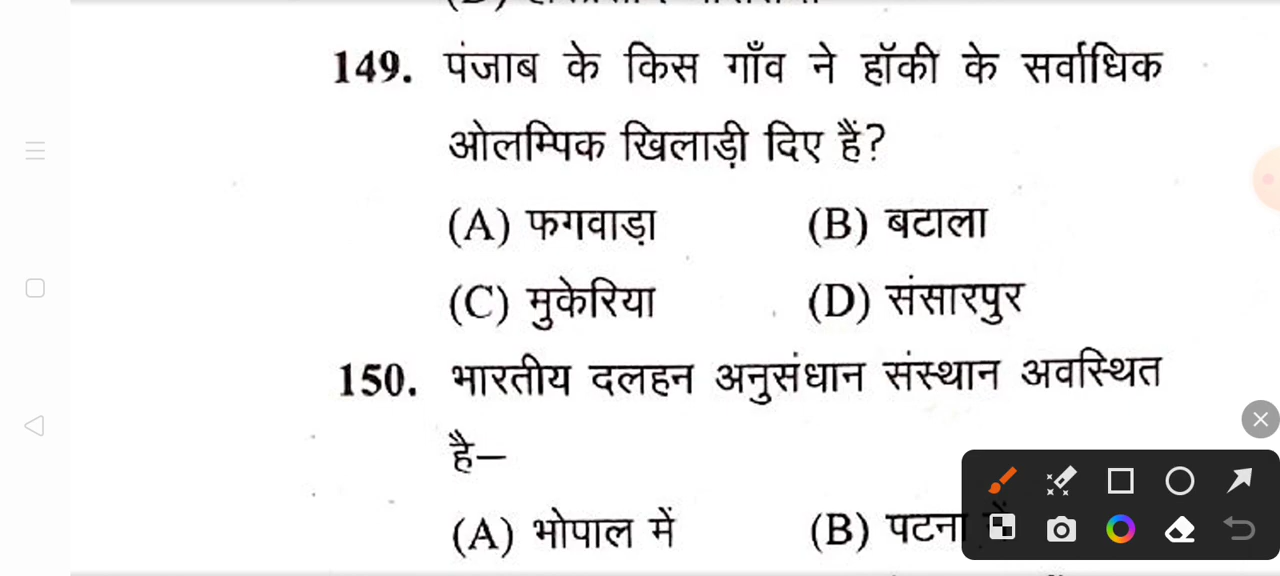 149. पंजाब के किस गाँव ने हॉकी के सर्वाधिक
ओलम्पिक खिलाड़ी दिए हैं?
(A) फगवाड़ा (B) बटाला
(C) मुकेरिया (D) संसारपुर
150. भारतीय दलहन अनुसंधान संस्थान अवस्थित
है—
(A) भोपाल में (B) पटना में